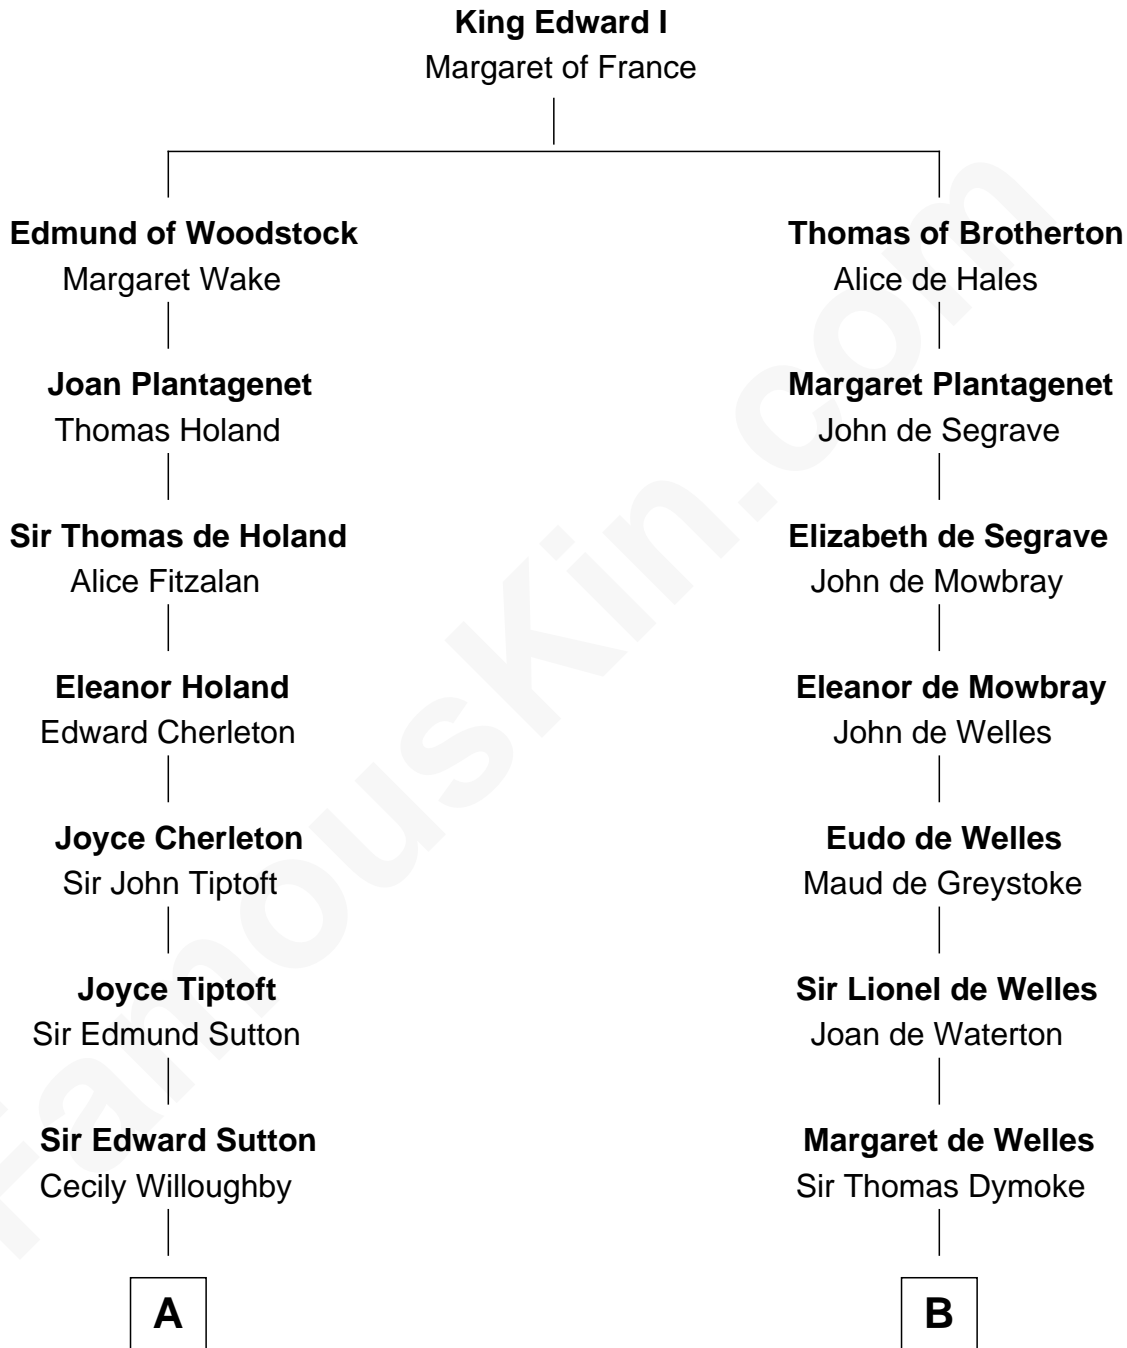 King Edward I
Margaret of France
Edmund of Woodstock
Margaret Wake
Joan Plantagenet
Thomas Holand
Sir Thomas de Holand
Alice Fitzalan
Eleanor Holand
Edward Cherleton
Joyce Cherleton
Sir John Tiptoft
Joyce Tiptoft
Sir Edmund Sutton
Sir Edward Sutton
Cecily Willoughby
A
Thomas of Brotherton
Alice de Hales
Margaret Plantagenet
John de Segrave
Elizabeth de Segrave
John de Mowbray
Eleanor de Mowbray
John de Welles
Eudo de Welles
Maud de Greystoke
Sir Lionel de Welles
Joan de Waterton
Margaret de Welles
Sir Thomas Dymoke
B
FamousKin.com